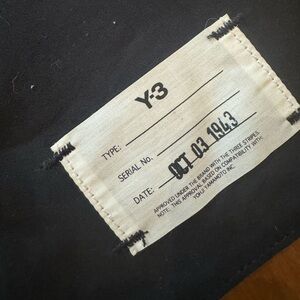 Y-3
TYPE:
SERIAL No.
DATE: OCT 03 1943
APPROVED UNDER THE BRAND WITH THE THREE STRIPES.
NOTE: THIS APPROVAL BASED ON COMPATIBILITY WITH
YOHJI YAMAMOTO INC.